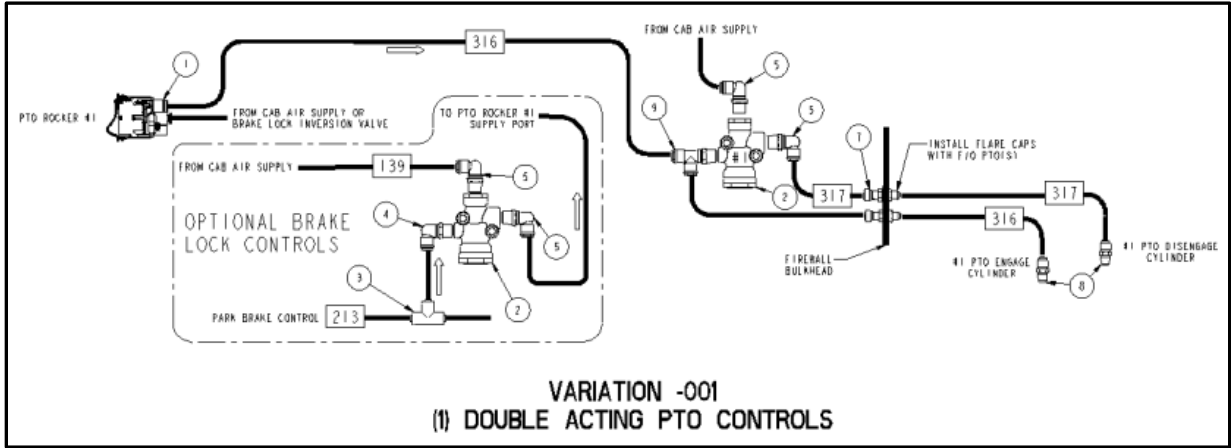 FROM CAB AIR SUPPLY
316
1
5
PTO ROCKER #1
FROM CAB AIR SUPPLY OR
BRAKE LOCK INVERSION VALVE
TO PTO ROCKER #1
SUPPLY PORT
9
5
#1
7
INSTALL FLARE CAPS
WITH F/O PTO(S)
FROM CAB AIR SUPPLY
139
5
2
317
317
4
316
OPTIONAL BRAKE
LOCK CONTROLS
5
FIREWALL
BULKHEAD
#1 PTO ENGAGE
CYLINDER
#1 PTO DISENGAGE
CYLINDER
8
3
2
PARK BRAKE CONTROL
213
VARIATION -001
(1) DOUBLE ACTING PTO CONTROLS